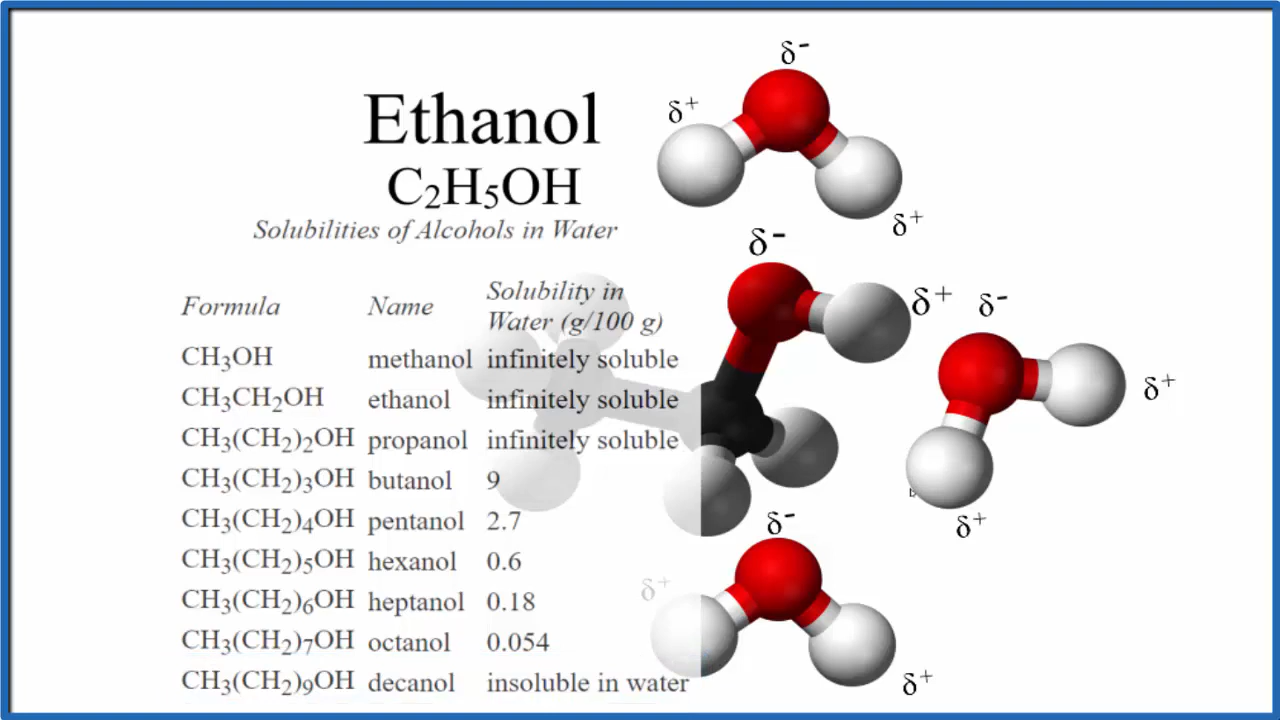 Ethanol
C₂H₅OH
Solubilities of Alcohols in Water
Formula Name Solubility in Water (g/100 g)
CH₃OH methanol infinitely soluble
CH₃CH₂OH ethanol infinitely soluble
CH₃(CH₂)₂OH propanol infinitely soluble
CH₃(CH₂)₃OH butanol 9
CH₃(CH₂)₄OH pentanol 2.7
CH₃(CH₂)₅OH hexanol 0.6
CH₃(CH₂)₆OH heptanol 0.18
CH₃(CH₂)₇OH octanol 0.054
CH₃(CH₂)₉OH decanol insoluble in water
δ-
δ+
δ+
δ-
δ+
δ-
δ+
δ+
δ-
δ+
δ+